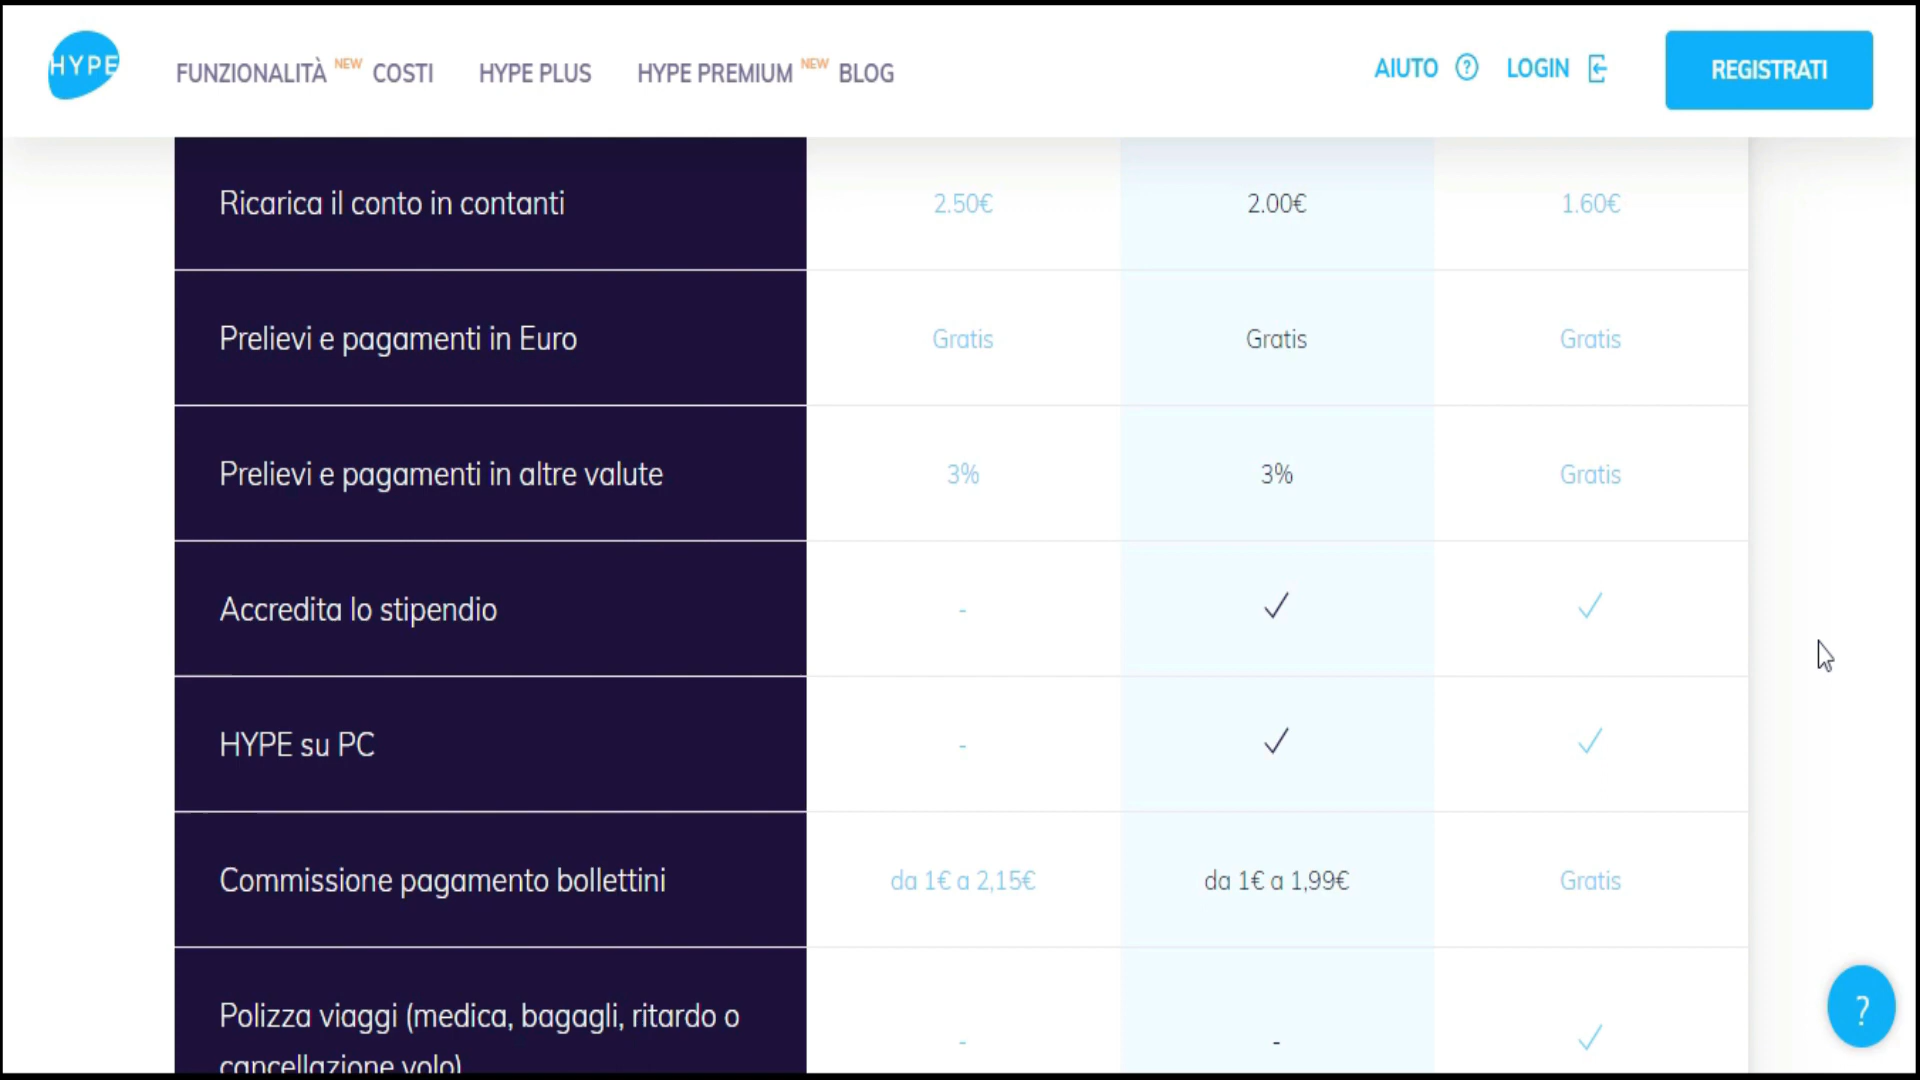 HYPE
FUNZIONALITÀ NEW COSTI HYPE PLUS HYPE PREMIUM NEW BLOG AIUTO ? LOGIN REGISTRATI
Ricarica il conto in contanti 2.50€ 2.00€ 1.60€
Prelievi e pagamenti in Euro Gratis Gratis Gratis
Prelievi e pagamenti in altre valute 3% 3% Gratis
Accredita lo stipendio - ✓ ✓
HYPE su PC - ✓ ✓
Commissione pagamento bollettini da 1€ a 2,15€ da 1€ a 1,99€ Gratis
Polizza viaggi (medica, bagagli, ritardo o
cancellazione volo) - - ✓
?